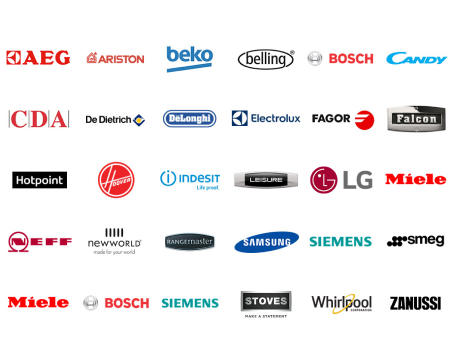 AEG
ARISTON
beko
belling
BOSCH
CANDY
CDA
De Dietrich
DeLonghi
Electrolux
FAGOR
Falcon
Hotpoint
HOOVER
INDESIT
Life proof.
LEISURE
LG
Miele
NEFF
NEWWORLD
made for your world
RANGEmaster
SAMSUNG
SIEMENS
smeg
Miele
BOSCH
SIEMENS
STOVES
MAKE A STATEMENT
Whirlpool
CORPORATION
ZANUSSI